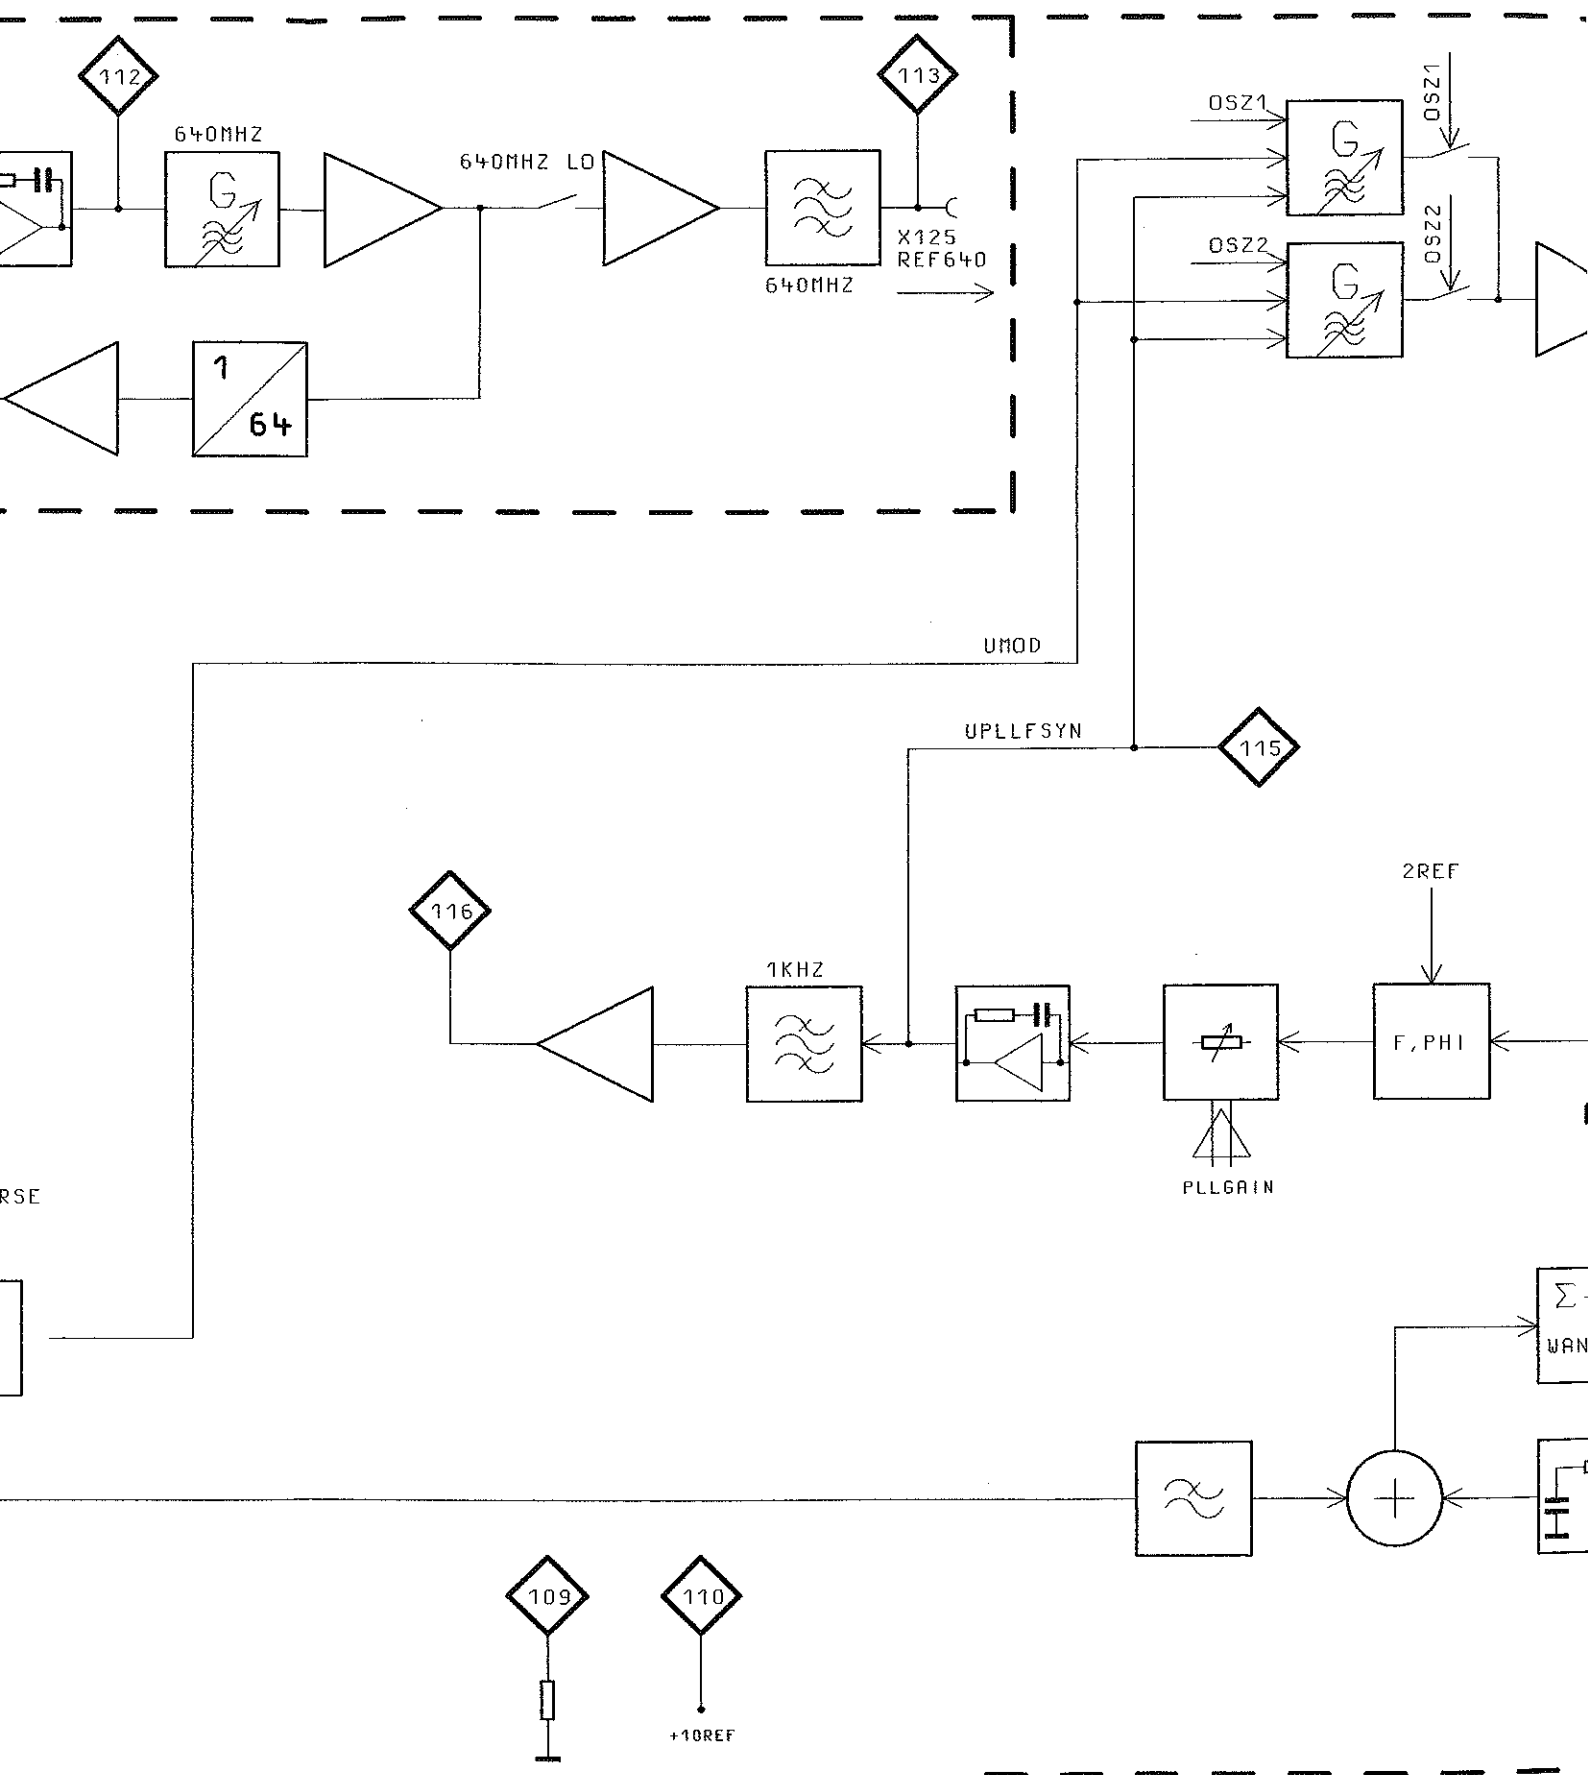 112
113
640MHZ
G
640MHZ LO
X125
REF640
640MHZ
1
64
OSZ1
OSZ1
G
OSZ2
OSZ2
G
UMOD
UPLLFSYN
115
116
2REF
1KHZ
F,PHI
PLLGAIN
RSE
Σ
WAN
109
110
+10REF